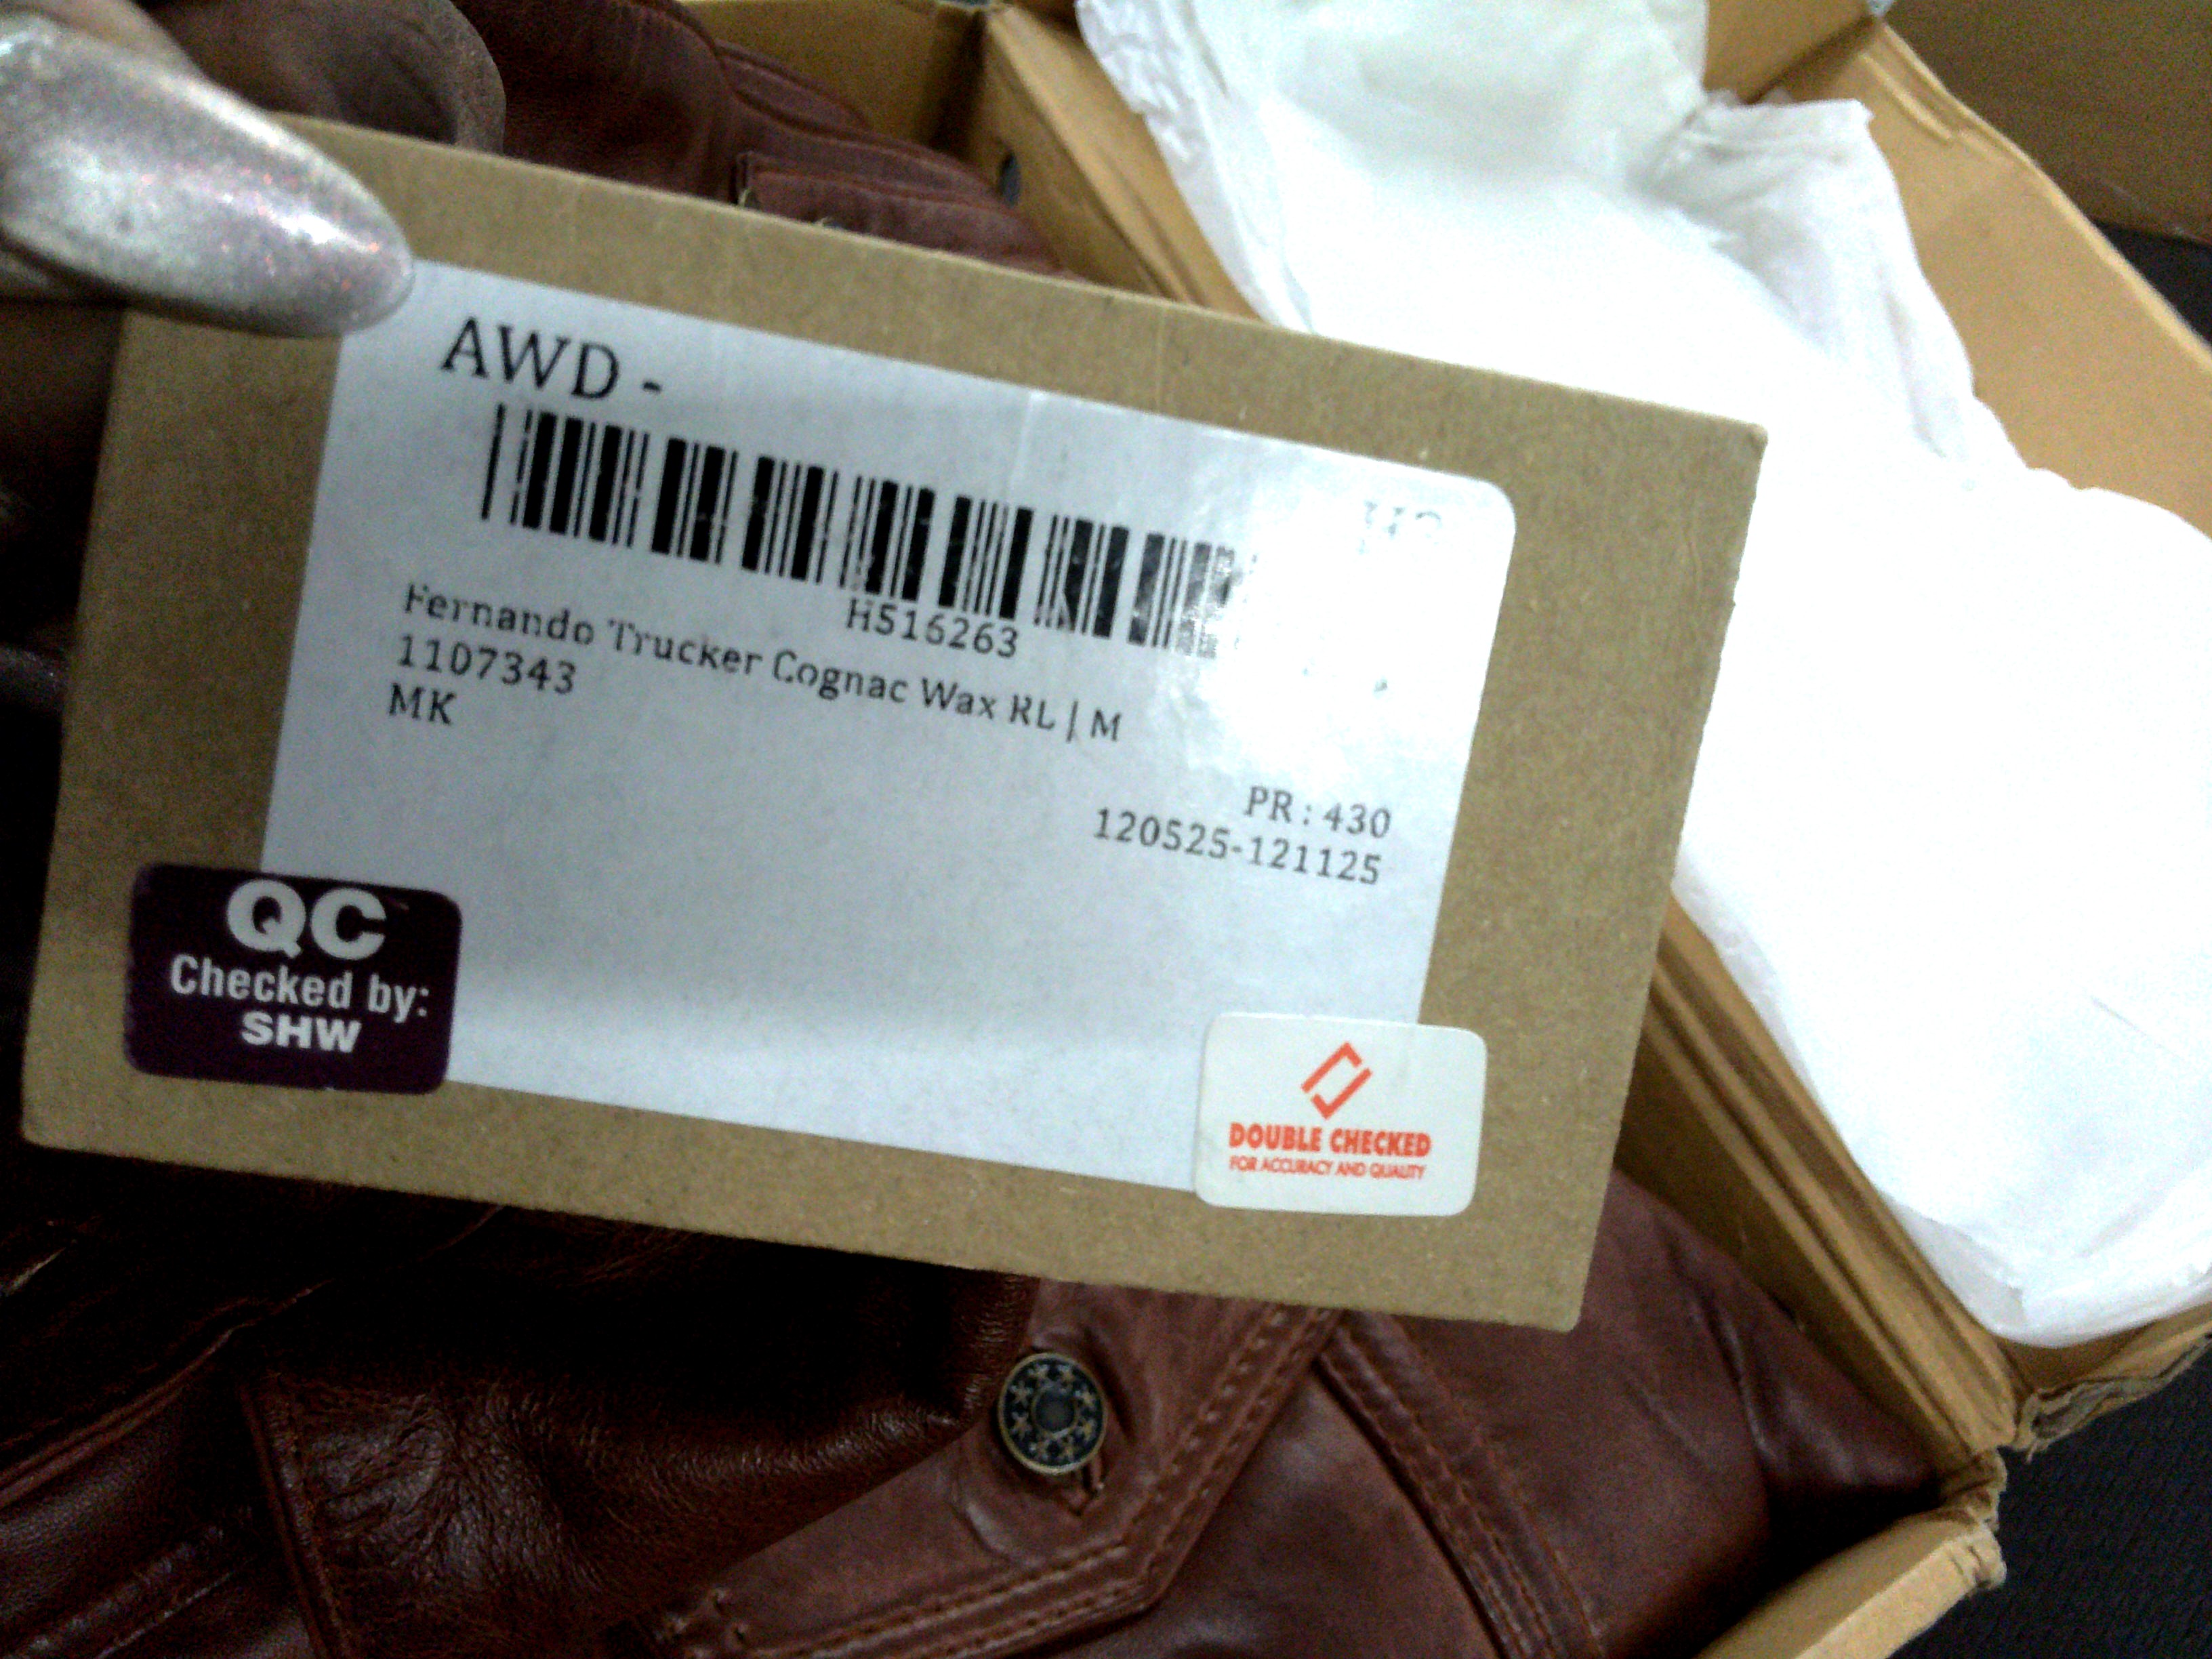 AWD -
H516263
Fernando Trucker Cognac Wax RL | M
1107343
MK
PR : 430
120525-121125
QC
Checked by:
SHW
DOUBLE CHECKED
FOR ACCURACY AND QUALITY